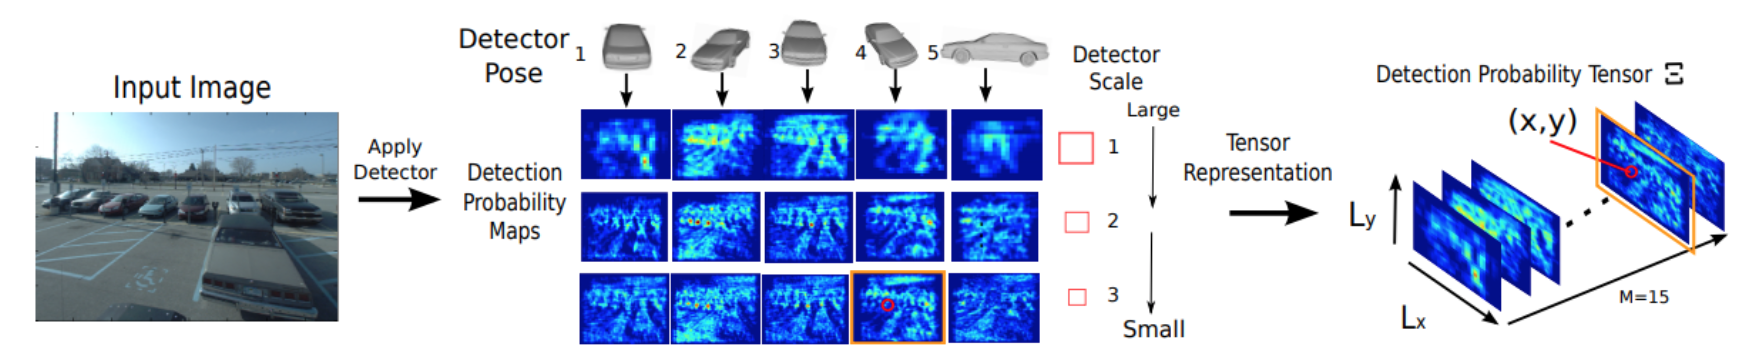 Input Image
Apply
Detector
Detector
Pose
1
2
3
4
5
Detection
Probability
Maps
Detector
Scale
Large
1
2
3
Small
Tensor
Representation
Detection Probability Tensor Ξ
(x,y)
Ly
Lx
M=15